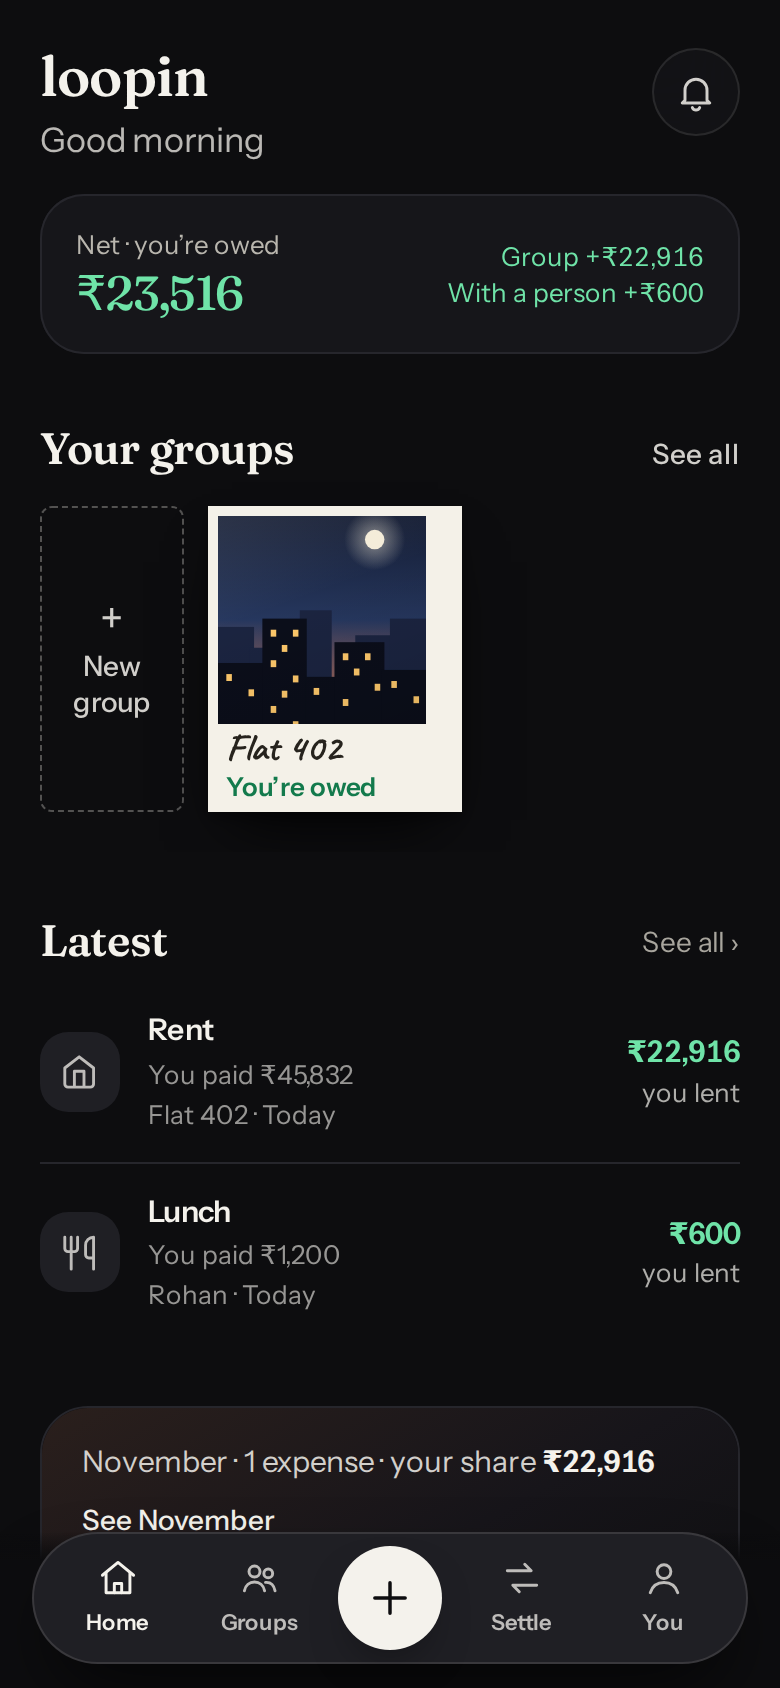 loopin
Good morning
Net · you’re owed
₹23,516
Group +₹22,916
With a person +₹600
Your groups
See all
+
New
group
Flat 402
You’re owed
Latest
See all ›
Rent
You paid ₹45,832
Flat 402 · Today
₹22,916
you lent
Lunch
You paid ₹1,200
Rohan · Today
₹600
you lent
November · 1 expense · your share ₹22,916
See November
Home
Groups
Settle
You